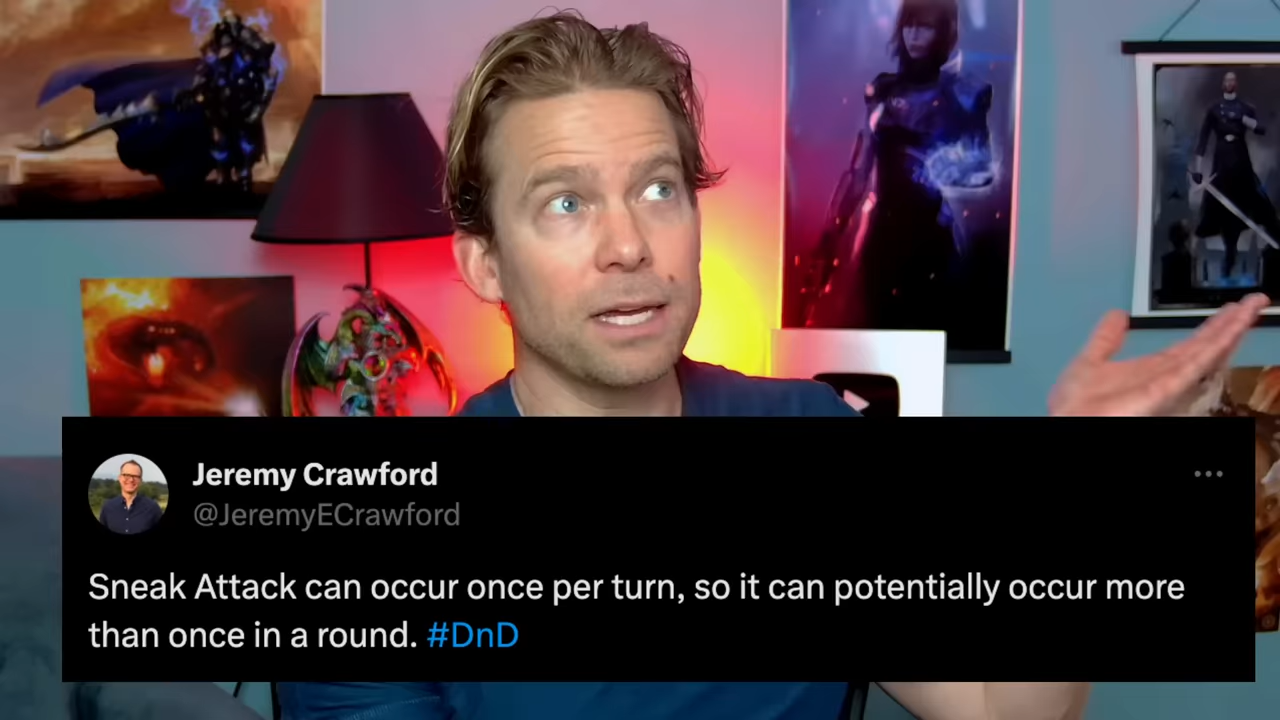 Jeremy Crawford
@JeremyECrawford
Sneak Attack can occur once per turn, so it can potentially occur more
than once in a round. #DnD